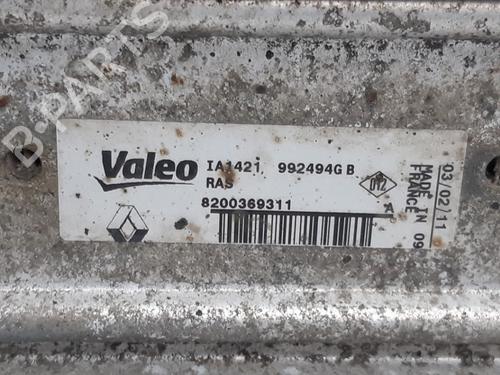 B-PARTS
Valeo
IA1421 992494G B
RAS
8200369311
03/02/11
MADE IN 09
FRANCE